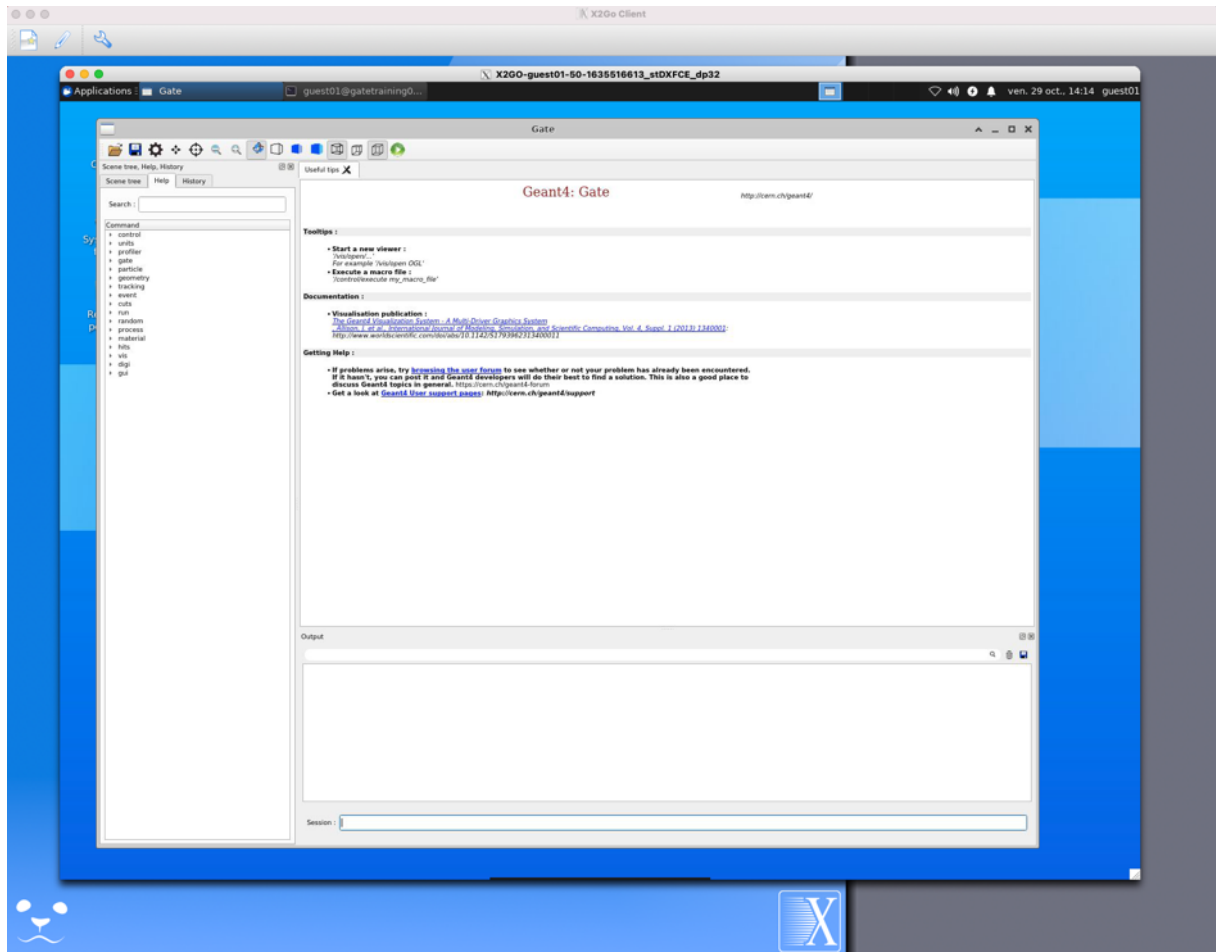 X2Go Client
X2GO-guest01-50-1635516613_stDXFCE_dp32
Applications
Gate
guest01@gatetraining0...
ven. 29 oct., 14:14 guest01
Gate
Scene tree, Help, History
Scene tree
Help
History
Search :
Command
control
units
profiler
gate
particle
geometry
tracking
event
cuts
run
random
process
material
hits
vis
digi
gui
Useful tips
Geant4: Gate
http://cern.ch/geant4/
Tooltips :
• Start a new viewer :
'/vis/open/...'
For example '/vis/open OGL'
• Execute a macro file :
'/control/execute my_macro_file'
Documentation :
• Visualisation publication :
The Geant4 Visualization System - A Multi-Driver Graphics System
, Allison, J. et al., International Journal of Modeling, Simulation, and Scientific Computing, Vol. 4, Suppl. 1 (2013) 1340001:
http://www.worldscientific.com/doi/abs/10.1142/S1793962313400011
Getting Help :
• If problems arise, try browsing the user forum to see whether or not your problem has already been encountered.
If it hasn't, you can post it and Geant4 developers will do their best to find a solution. This is also a good place to
discuss Geant4 topics in general. https://cern.ch/geant4-forum
• Get a look at Geant4 User support pages: http://cern.ch/geant4/support
Output
Session :
X